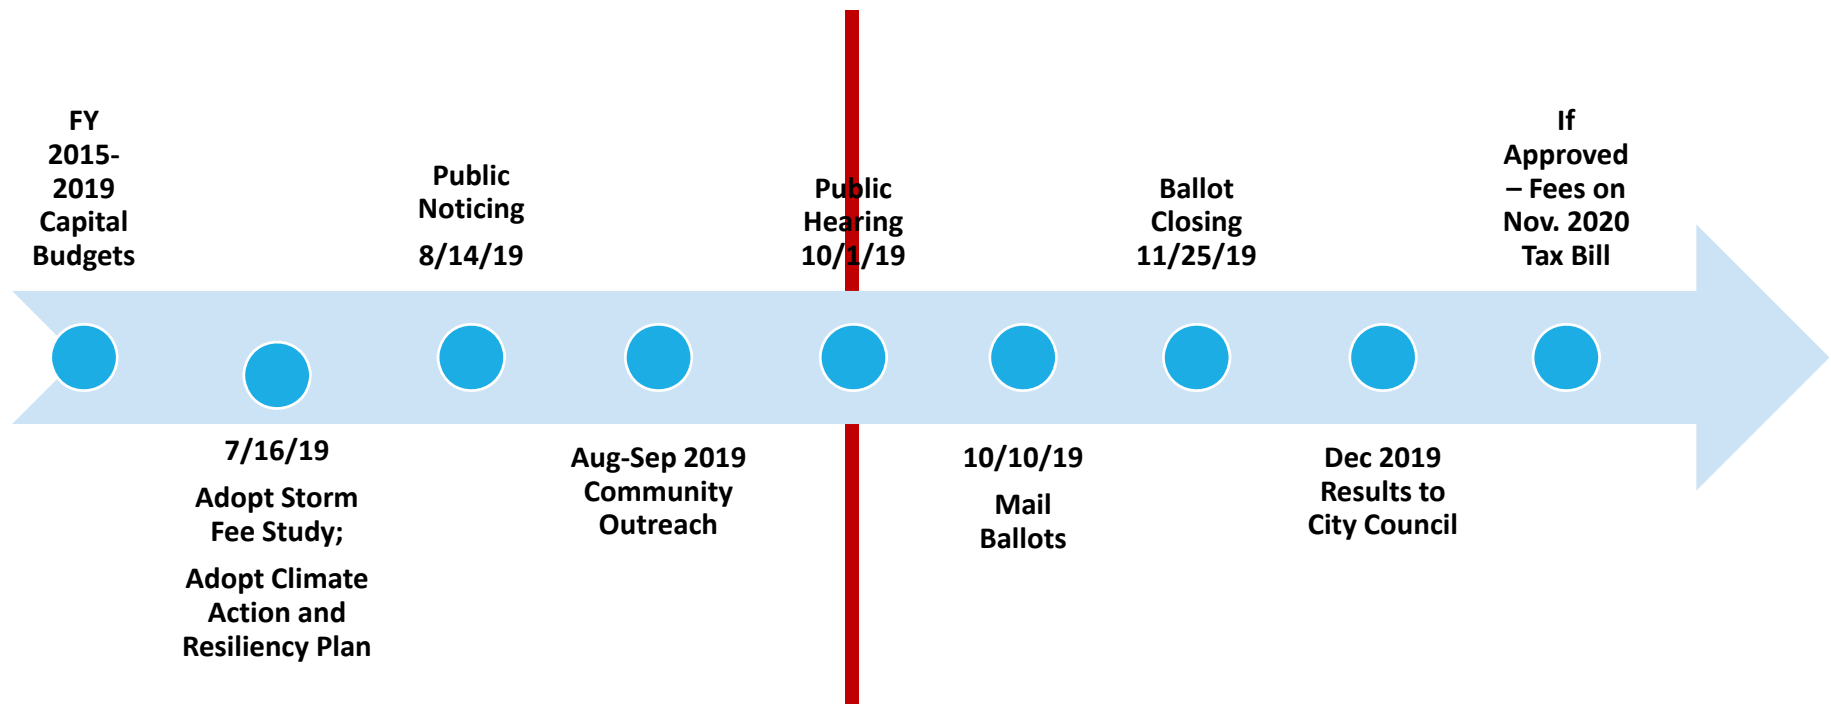 FY
2015-
2019
Capital
Budgets
7/16/19
Adopt Storm
Fee Study;
Adopt Climate
Action and
Resiliency Plan
Public
Noticing
8/14/19
Aug-Sep 2019
Community
Outreach
Public
Hearing
10/1/19
10/10/19
Mail
Ballots
Ballot
Closing
11/25/19
Dec 2019
Results to
City Council
If
Approved
– Fees on
Nov. 2020
Tax Bill